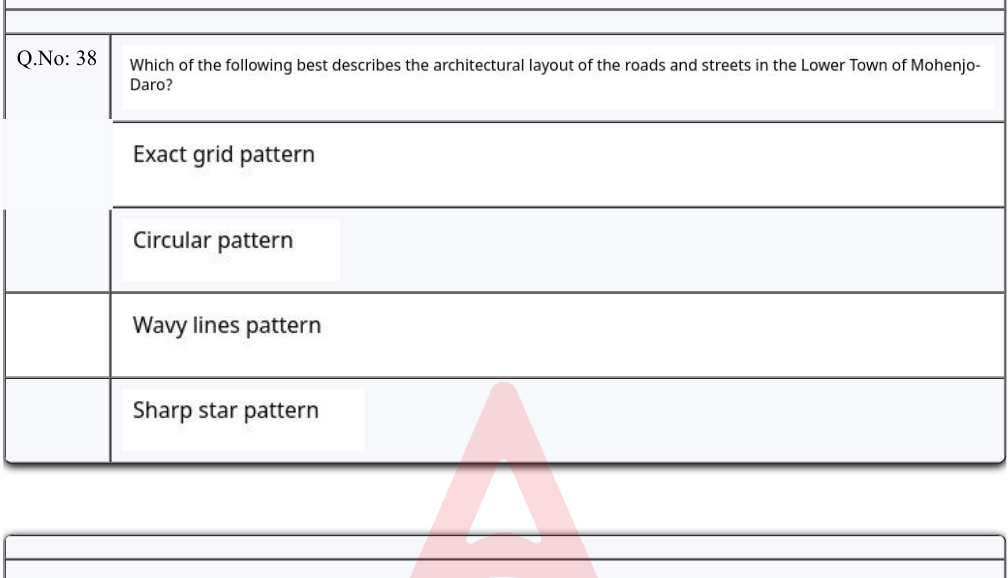 Q.No: 38
Which of the following best describes the architectural layout of the roads and streets in the Lower Town of Mohenjo-
Daro?
Exact grid pattern
Circular pattern
Wavy lines pattern
Sharp star pattern